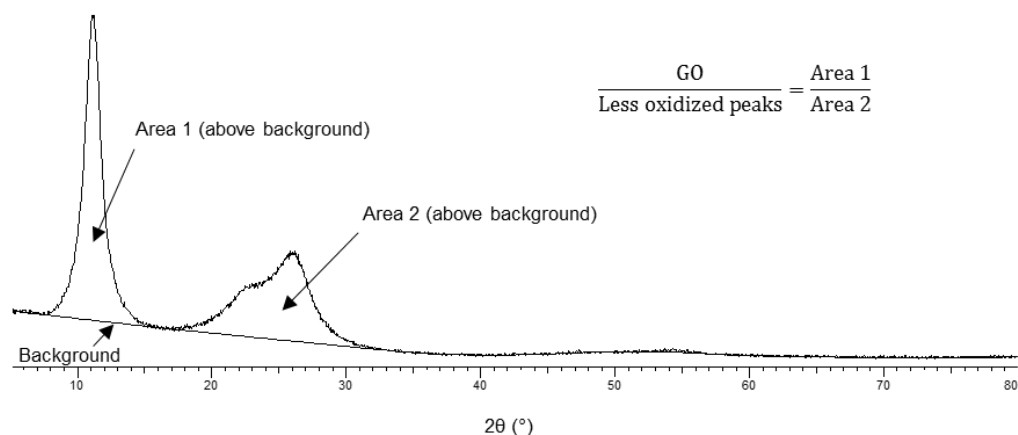 GO
Less oxidized peaks
=
Area 1
Area 2
Area 1 (above background)
Area 2 (above background)
Background
10 20 30 40 50 60 70 80
2θ (°)